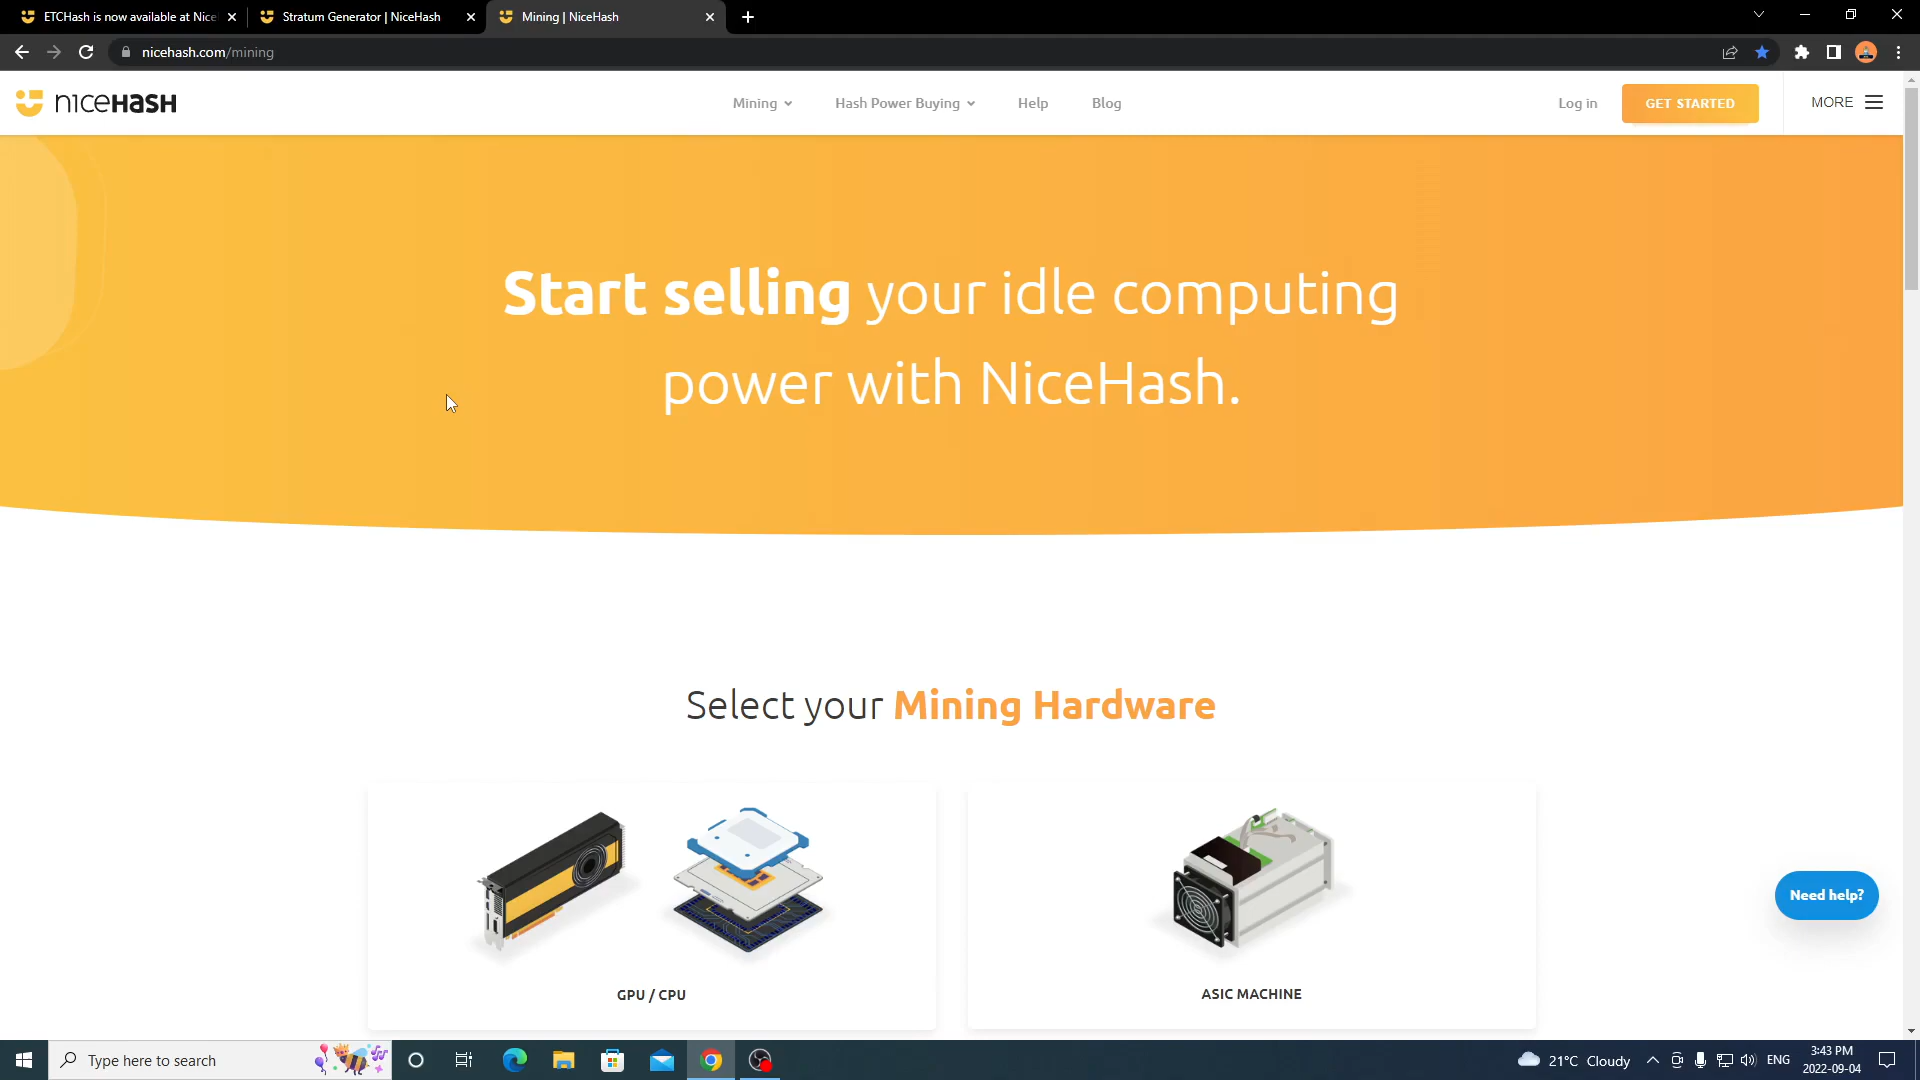 ETCHash is now available at Nice
Stratum Generator | NiceHash
Mining | NiceHash
nicehash.com/mining
niceHASH
Mining
Hash Power Buying
Help
Blog
Log in
GET STARTED
MORE
Start selling your idle computing
power with NiceHash.
Select your Mining Hardware
GPU / CPU
ASIC MACHINE
Need help?
Type here to search
21°C Cloudy
ENG
3:43 PM
2022-09-04